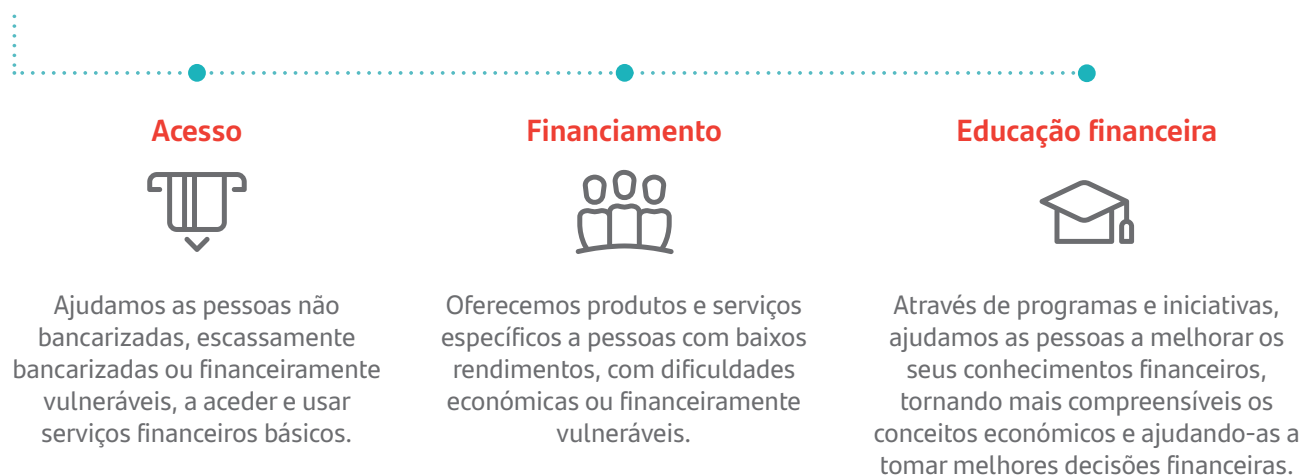 Acesso
Ajudamos as pessoas não
bancarizadas, escassamente
bancarizadas ou financeiramente
vulneráveis, a aceder e usar
serviços financeiros básicos.
Financiamento
Oferecemos produtos e serviços
específicos a pessoas com baixos
rendimentos, com dificuldades
económicas ou financeiramente
vulneráveis.
Educação financeira
Através de programas e iniciativas,
ajudamos as pessoas a melhorar os
seus conhecimentos financeiros,
tornando mais compreensíveis os
conceitos económicos e ajudando-as a
tomar melhores decisões financeiras.